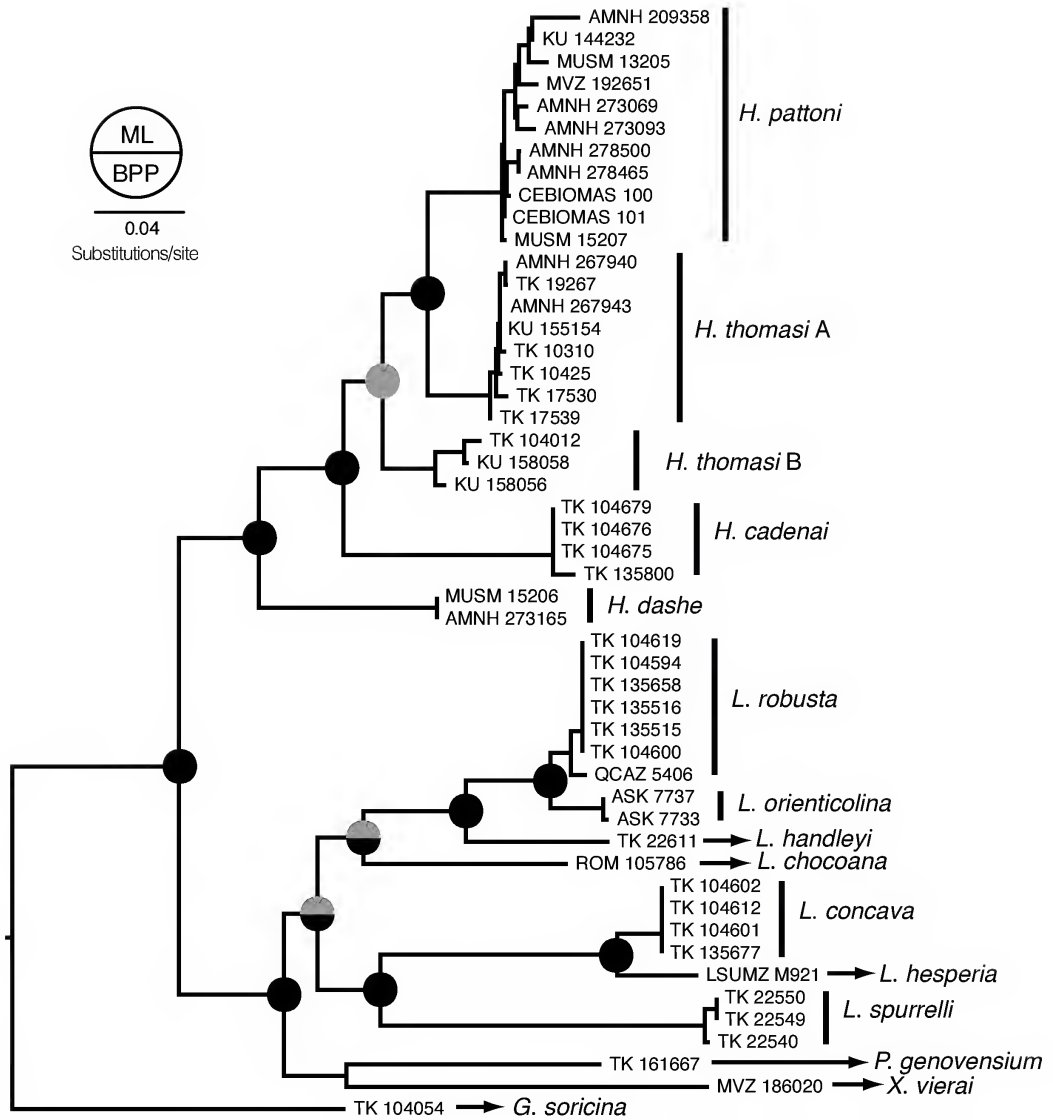 AMNH 209358
KU 144232
MUSM 13205
MVZ 192651
AMNH 273069
AMNH 273093
AMNH 278500
AMNH 278465
CEBIOMAS 100
CEBIOMAS 101
MUSM 15207
H. pattoni
ML
BPP
0.04
Substitutions/site
AMNH 267940
TK 19267
AMNH 267943
KU 155154
TK 10310
TK 10425
TK 17530
TK 17539
H. thomasi A
TK 104012
KU 158058
KU 158056
H. thomasi B
TK 104679
TK 104676
TK 104675
TK 135800
H. cadenai
MUSM 15206
AMNH 273165
H. dashe
TK 104619
TK 104594
TK 135658
TK 135516
TK 135515
TK 104600
QCAZ 5406
L. robusta
ASK 7737
ASK 7733
L. orienticolina
TK 22611
L. handleyi
ROM 105786
L. chocoana
TK 104602
TK 104612
TK 104601
TK 135677
L. concava
LSUMZ M921
L. hesperia
TK 22550
TK 22549
TK 22540
L. spurrelli
TK 161667
P. genovensium
MVZ 186020
X. vierai
TK 104054
G. soricina